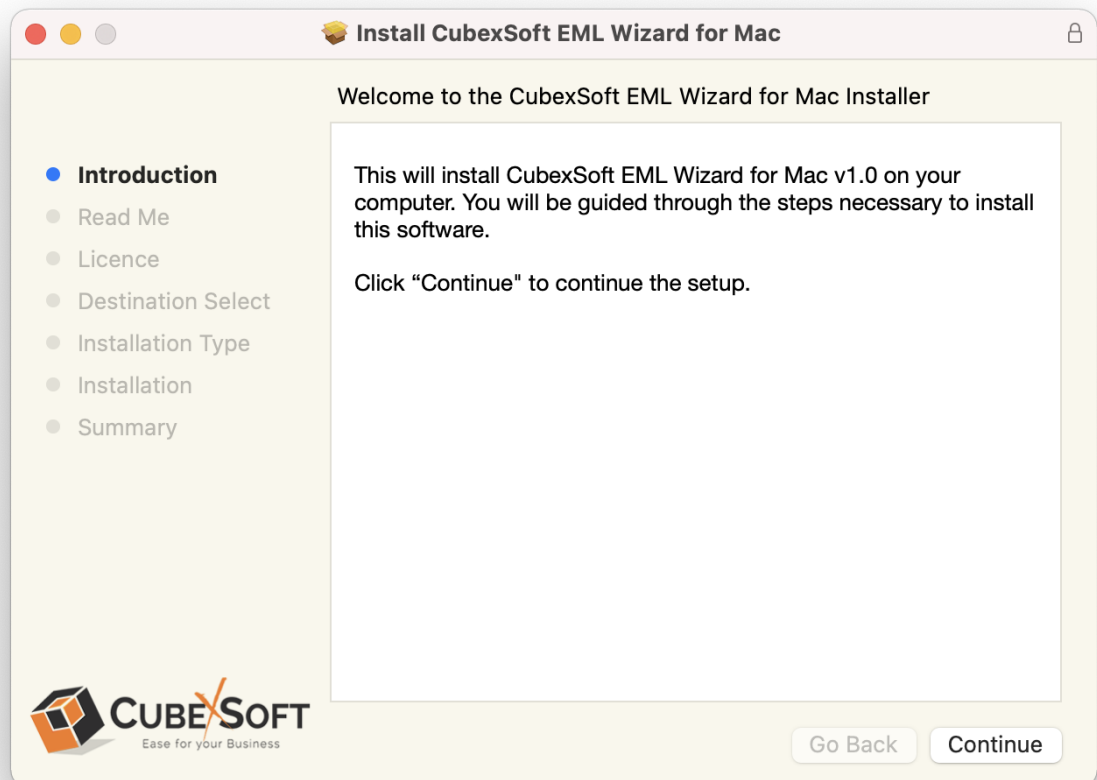 Install CubexSoft EML Wizard for Mac
Welcome to the CubexSoft EML Wizard for Mac Installer
Introduction
Read Me
Licence
Destination Select
Installation Type
Installation
Summary
This will install CubexSoft EML Wizard for Mac v1.0 on your
computer. You will be guided through the steps necessary to install
this software.
Click “Continue" to continue the setup.
CUBEXSOFT
Ease for your Business
Go Back
Continue